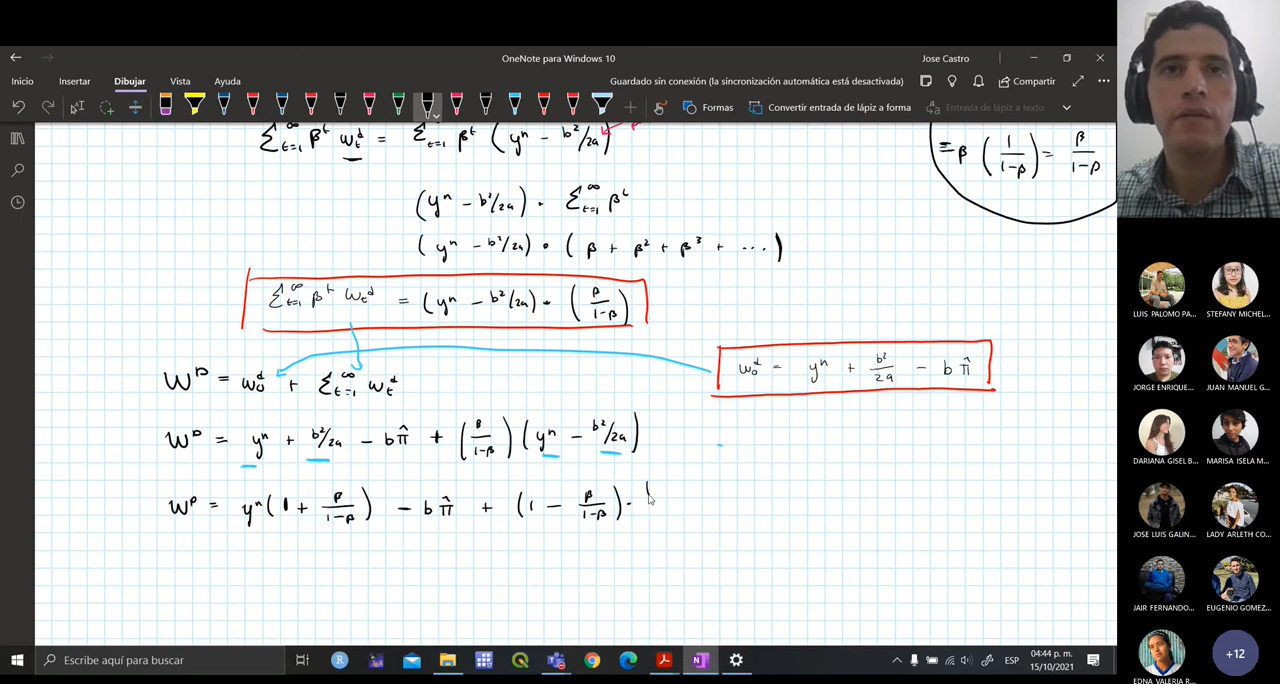 OneNote para Windows 10
Jose Castro
Inicio Insertar Dibujar Vista Ayuda
Guardado sin conexión (la sincronización automática está desactivada)
Compartir
Formas
Convertir entrada de lápiz a forma
Entrada de lápiz a texto
Σ_{t=1}^∞ β^t W_t^d = Σ_{t=1}^∞ β^t (y^n - b²/2a)
≡ β (1/(1-β)) = β/(1-β)
(y^n - b²/2a) · Σ_{t=1}^∞ β^t
(y^n - b²/2a) · (β + β² + β³ + ...)
Σ_{t=1}^∞ β^t W_t^d = (y^n - b²/2a) · (β/(1-β))
W_0^d = y^n + b²/2a - b π̂
W^D = W_0^d + Σ_{t=1}^∞ W_t^d
W^D = y^n + b²/2a - b π̂ + (β/(1-β)) (y^n - b²/2a)
W^D = y^n (1 + β/(1-β)) - b π̂ + (1 - β/(1-β)) ·
LUIS PALOMO PA...
STEFANY MICHEL...
JORGE ENRIQUE...
JUAN MANUEL G...
DARIANA GISEL B...
MARISA ISELA M...
JOSE LUIS GALIN...
LADY ARLETH CO...
JAIR FERNANDO...
EUGENIO GOMEZ...
EDNA VALERIA R...
+12
Escribe aquí para buscar
ESP
04:44 p. m.
15/10/2021